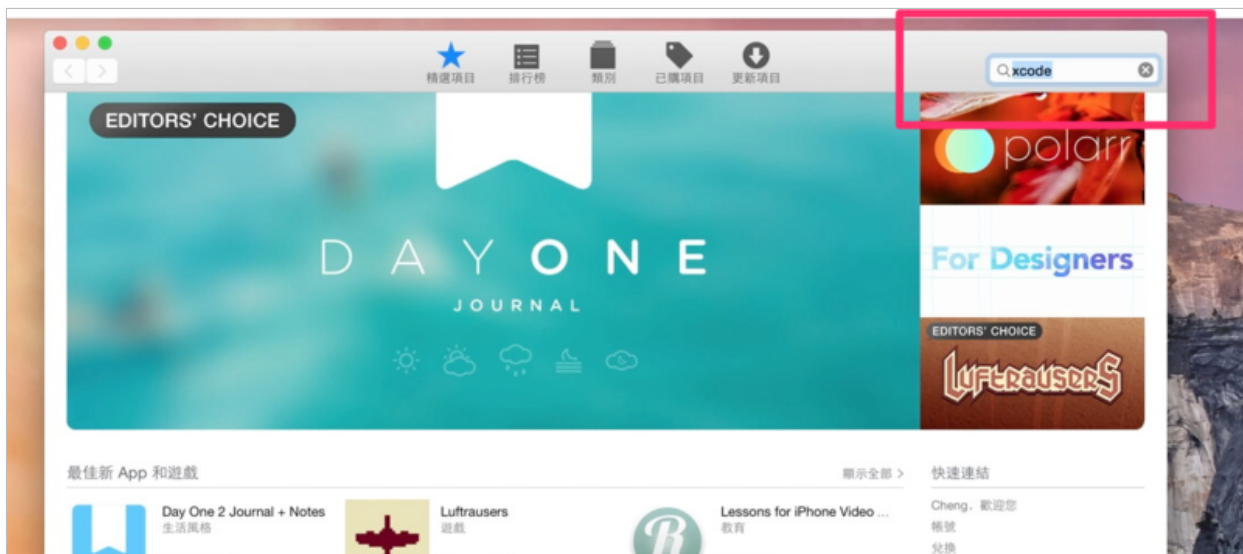 精選項目
排行榜
類別
已購項目
更新項目
xcode
EDITORS' CHOICE
DAY ONE
JOURNAL
polarr
For Designers
EDITORS' CHOICE
LUFTRAUSERS
最佳新 App 和遊戲
顯示全部 >
快速連結
Day One 2 Journal + Notes
生活風格
Luftrausers
遊戲
Lessons for iPhone Video ...
教育
R
Cheng，歡迎您
帳號
兌換